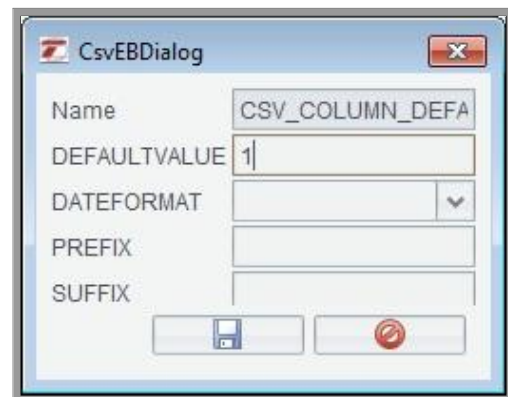 CsvEBDialog
Name CSV_COLUMN_DEFA
DEFAULTVALUE 1
DATEFORMAT
PREFIX
SUFFIX